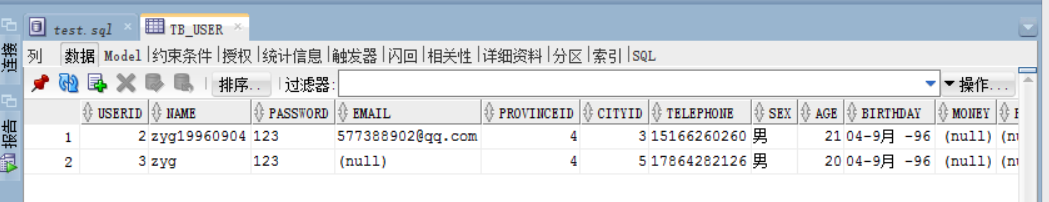 test.sql TB_USER
连接
列 数据 Model 约束条件 授权 统计信息 触发器 闪回 相关性 详细资料 分区 索引 SQL
排序.. 过滤器: 操作...
报告
USERID NAME PASSWORD EMAIL PROVINCEID CITYID TELEPHONE SEX AGE BIRTHDAY MONEY
1 2 zyg19960904 123 577388902@qq.com 4 3 15166260260 男 21 04-9月 -96 (null)
2 3 zyg 123 (null) 4 5 17864282126 男 20 04-9月 -96 (null)